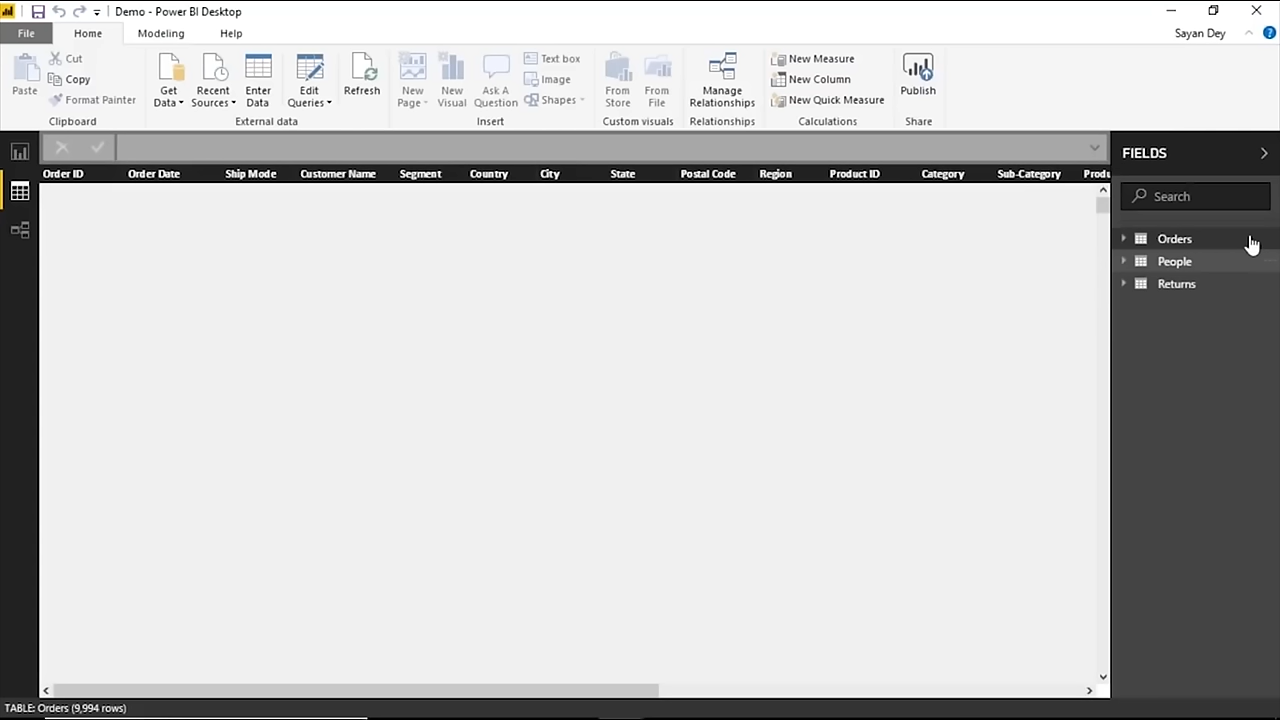 Demo - Power BI Desktop
File Home Modeling Help Sayan Dey
Cut
Copy
Format Painter
Paste
Clipboard
Get Data
Recent Sources
Enter Data
External data
Edit Queries
Refresh
New Page
New Visual
Ask A Question
Text box
Image
Shapes
Insert
From Store
From File
Custom visuals
Manage Relationships
Relationships
New Measure
New Column
New Quick Measure
Calculations
Publish
Share
FIELDS
Search
Orders
People
Returns
Order ID Order Date Ship Mode Customer Name Segment Country City State Postal Code Region Product ID Category Sub-Category Produ
TABLE: Orders (9,994 rows)